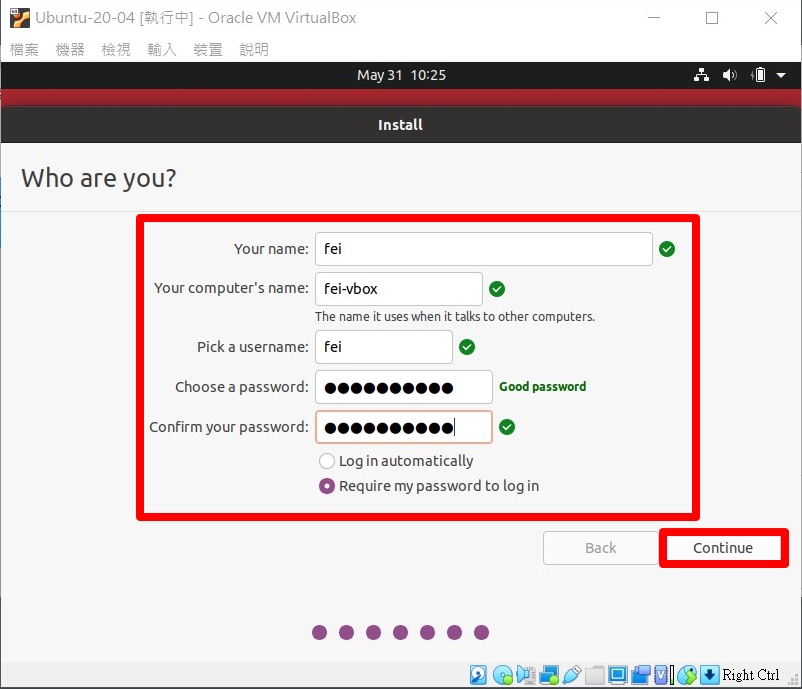 Ubuntu-20-04 [執行中] - Oracle VM VirtualBox
檔案 機器 檢視 輸入 裝置 說明
May 31 10:25
Install
Who are you?
Your name: fei
Your computer's name: fei-vbox
The name it uses when it talks to other computers.
Pick a username: fei
Choose a password: ●●●●●●●●●● Good password
Confirm your password: ●●●●●●●●●●
Log in automatically
Require my password to log in
Back Continue
Right Ctrl